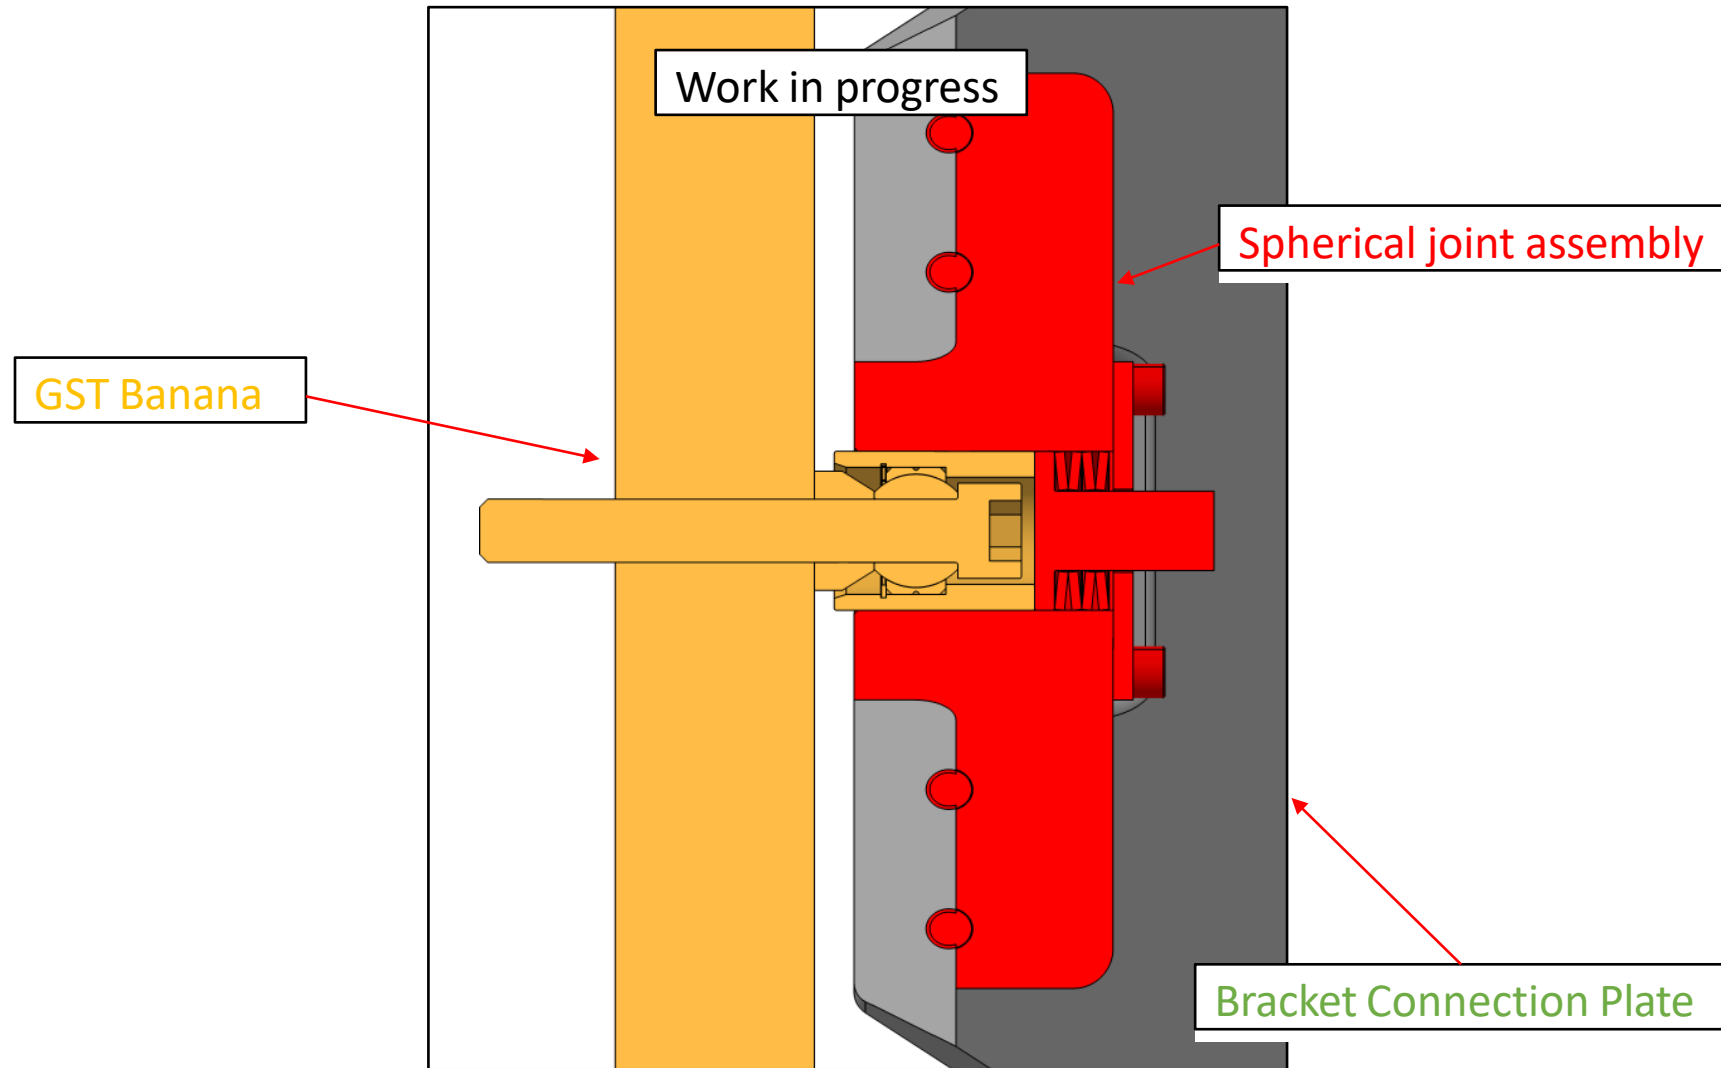 Work in progress
Spherical joint assembly
GST Banana
Bracket Connection Plate